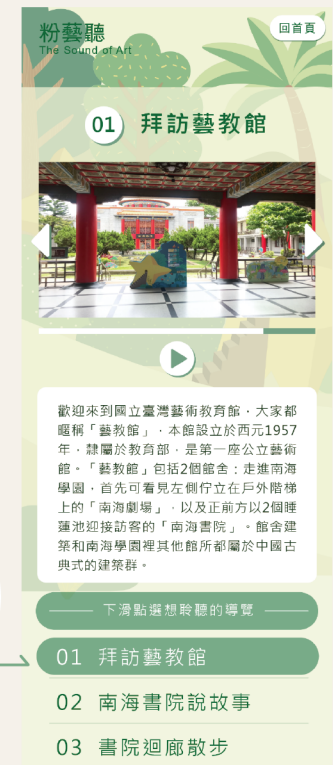 粉藝聽
The Sound of Art
回首頁
01 拜訪藝教館
歡迎來到國立臺灣藝術教育館，大家都
暱稱「藝教館」，本館設立於西元1957
年，隸屬於教育部，是第一座公立藝術
館。「藝教館」包括2個館舍：走進南海
學園，首先可看見左側佇立在戶外階梯
上的「南海劇場」，以及正前方以2個睡
蓮池迎接訪客的「南海書院」。館舍建
築和南海學園裡其他館所都屬於中國古
典式的建築群。
下滑點選想聆聽的導覽
01 拜訪藝教館
02 南海書院說故事
03 書院迴廊散步